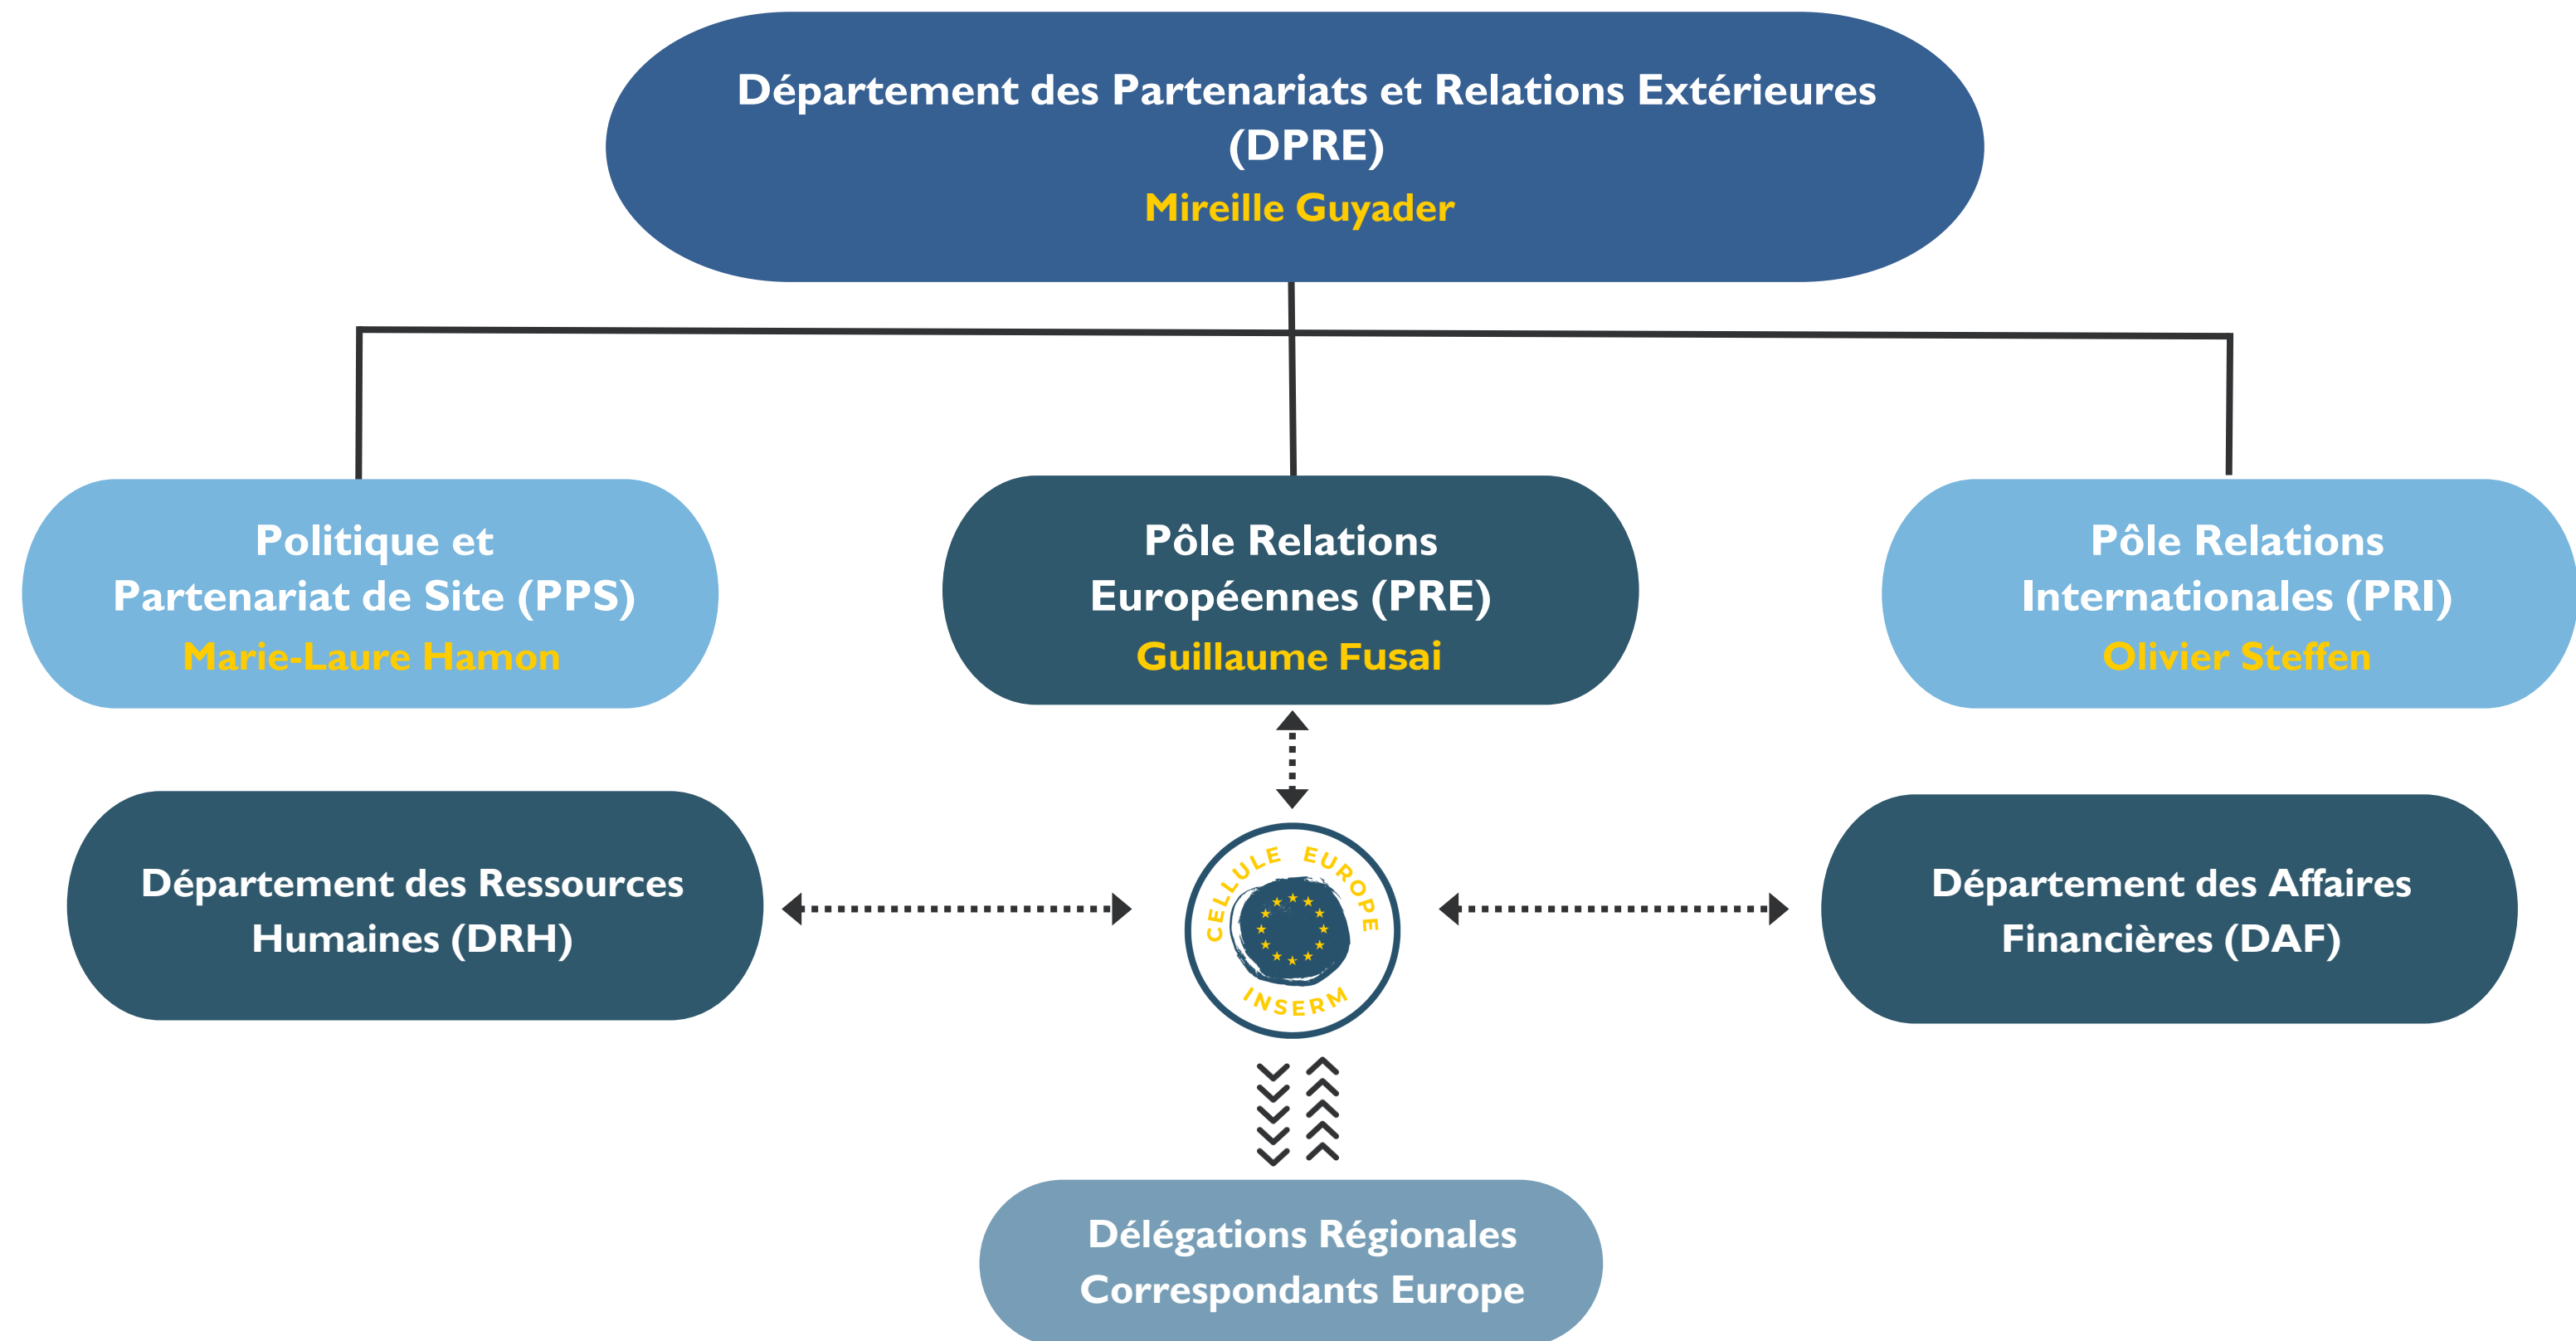 Département des Partenariats et Relations Extérieures
(DPRE)
Mireille Guyader
Politique et
Partenariat de Site (PPS)
Marie-Laure Hamon
Pôle Relations
Européennes (PRE)
Guillaume Fusai
Pôle Relations
Internationales (PRI)
Olivier Steffen
Département des Ressources
Humaines (DRH)
CELLULE EUROPE
INSERM
Département des Affaires
Financières (DAF)
Délégations Régionales
Correspondants Europe